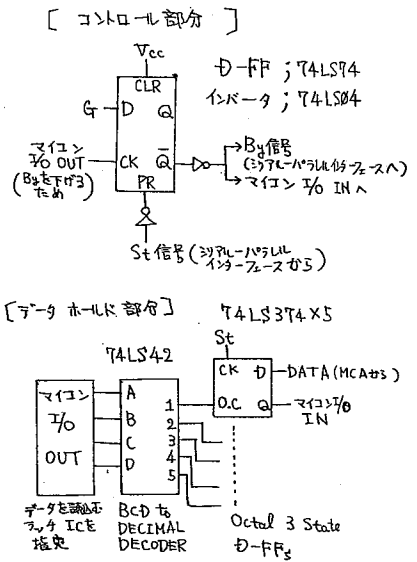 [ コントロール部分 ]
Vcc
CLR
G
D
Q
D-FF ; 74LS74
インバータ ; 74LS04
マイコン
I/O OUT
(Byを下げる
ため)
CK
Q̄
PR
By信号
(シリアルーパラレルインターフェースへ)
マイコン I/O INへ
St信号(シリアルーパラレル
インターフェースから)
[データホールド部分]
74LS374×5
74LS42
St
CK
D
DATA(MCAから)
O.C
Q
マイコンI/O
IN
マイコン
I/O
OUT
A
B
C
D
1
2
3
4
5
データを読込む
ラッチICを
指定
BCD to
DECIMAL
DECODER
Octal 3 State
D-FFs